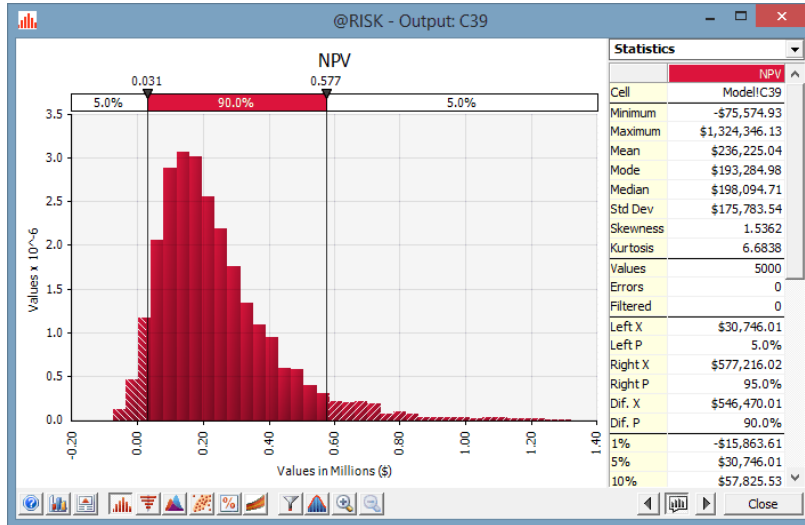 @RISK - Output: C39
NPV
0.031 0.577
5.0% 90.0% 5.0%
3.5
3.0
2.5
2.0
1.5
1.0
0.5
0.0
Values x 10^-6
-0.20 0.00 0.20 0.40 0.60 0.80 1.00 1.20 1.40
Values in Millions ($)
Statistics
NPV
Cell Model!C39
Minimum -$75,574.93
Maximum $1,324,346.13
Mean $236,225.04
Mode $193,284.98
Median $198,094.71
Std Dev $175,783.54
Skewness 1.5362
Kurtosis 6.6838
Values 5000
Errors 0
Filtered 0
Left X $30,746.01
Left P 5.0%
Right X $577,216.02
Right P 95.0%
Dif. X $546,470.01
Dif. P 90.0%
1% -$15,863.61
5% $30,746.01
10% $57,825.53
Close